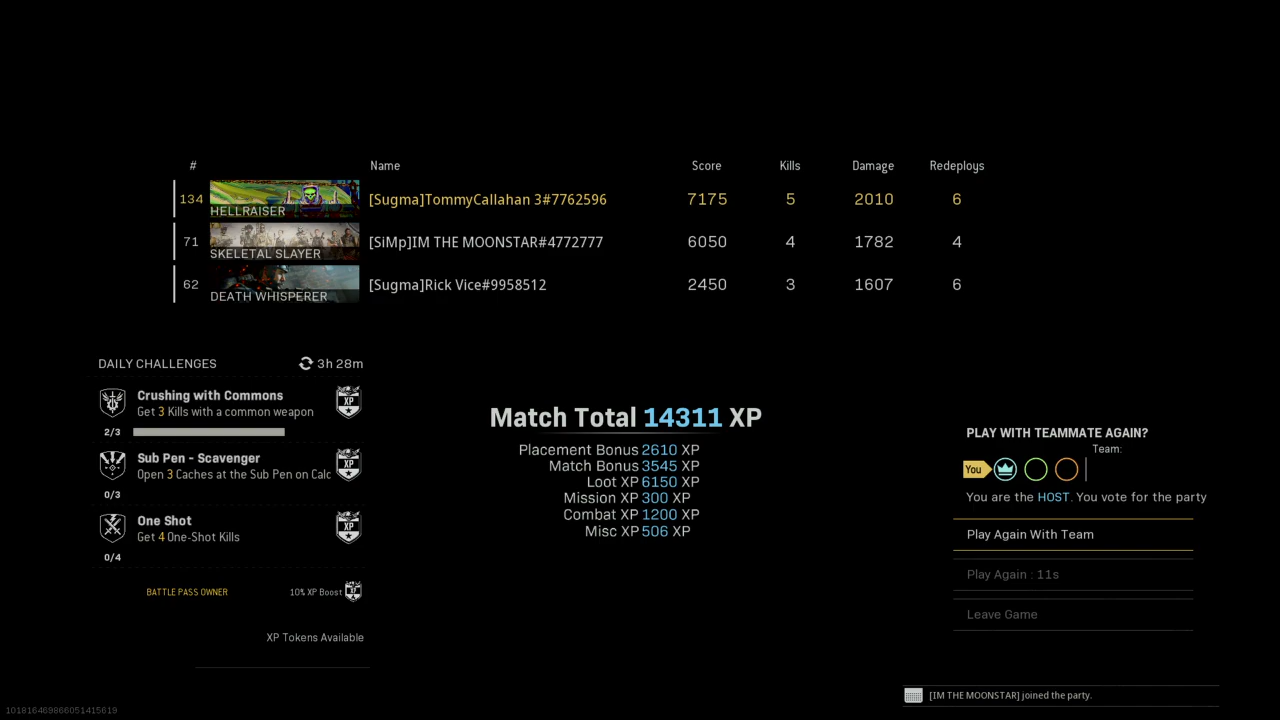 # Name Score Kills Damage Redeploys
134 HELLRAISER [Sugma]TommyCallahan 3#7762596 7175 5 2010 6
71 SKELETAL SLAYER [SiMp]IM THE MOONSTAR#4772777 6050 4 1782 4
62 DEATH WHISPERER [Sugma]Rick Vice#9958512 2450 3 1607 6
DAILY CHALLENGES 3h 28m
Crushing with Commons
Get 3 Kills with a common weapon
XP
2/3
Sub Pen - Scavenger
Open 3 Caches at the Sub Pen on Calc
XP
0/3
One Shot
Get 4 One-Shot Kills
XP
0/4
BATTLE PASS OWNER 10% XP Boost XP
XP Tokens Available
Match Total 14311 XP
Placement Bonus 2610 XP
Match Bonus 3545 XP
Loot XP 6150 XP
Mission XP 300 XP
Combat XP 1200 XP
Misc XP 506 XP
PLAY WITH TEAMMATE AGAIN?
Team:
You
You are the HOST. You vote for the party
Play Again With Team
Play Again : 11s
Leave Game
[IM THE MOONSTAR] joined the party.
101816469866051415619